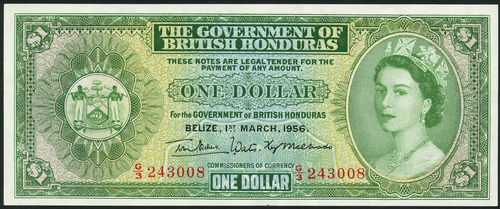 $1
$1
THE GOVERNMENT OF
BRITISH HONDURAS
THESE NOTES ARE LEGAL TENDER FOR THE
PAYMENT OF ANY AMOUNT.
ONE DOLLAR
For the GOVERNMENT OF BRITISH HONDURAS
BELIZE, 1ST MARCH, 1956.
COMMISSIONERS OF CURRENCY
G/3 243008
G/3 243008
$1
ONE DOLLAR
$1